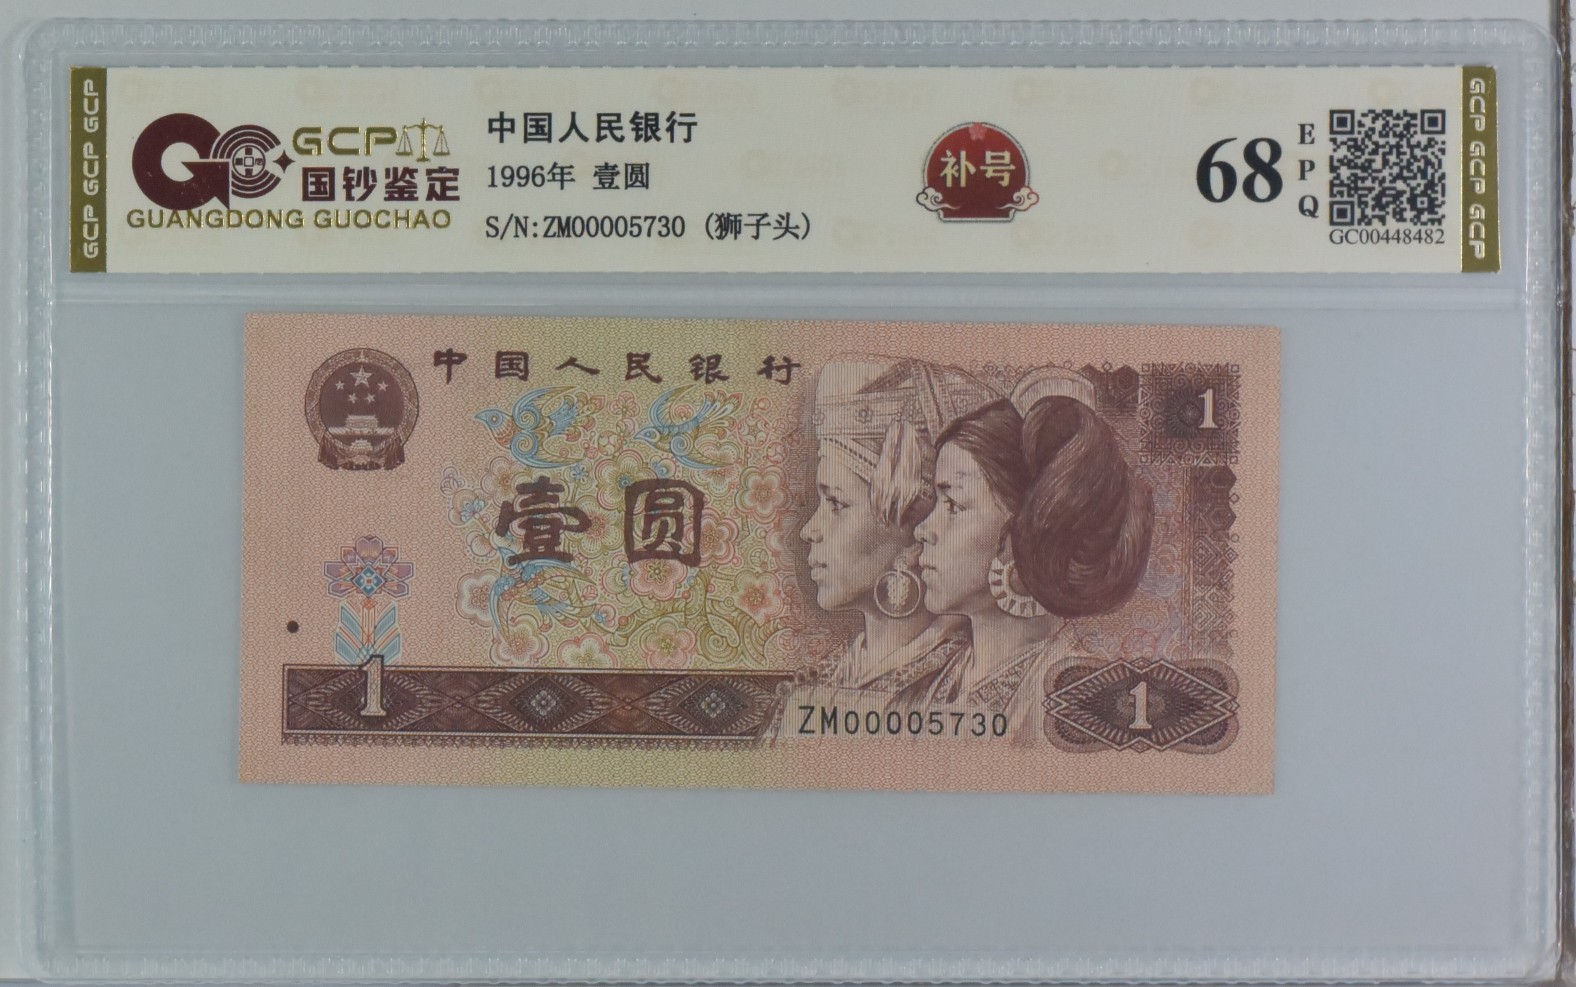 GCP GCP GCP
GCP
国钞鉴定
GUANGDONG GUOCHAO
中国人民银行
1996年 壹圆
S/N:ZM00005730 (狮子头)
补号
68
EPQ
GC00448482
GCP GCP GCP
中国人民银行
1
壹圆
1
ZM00005730
1